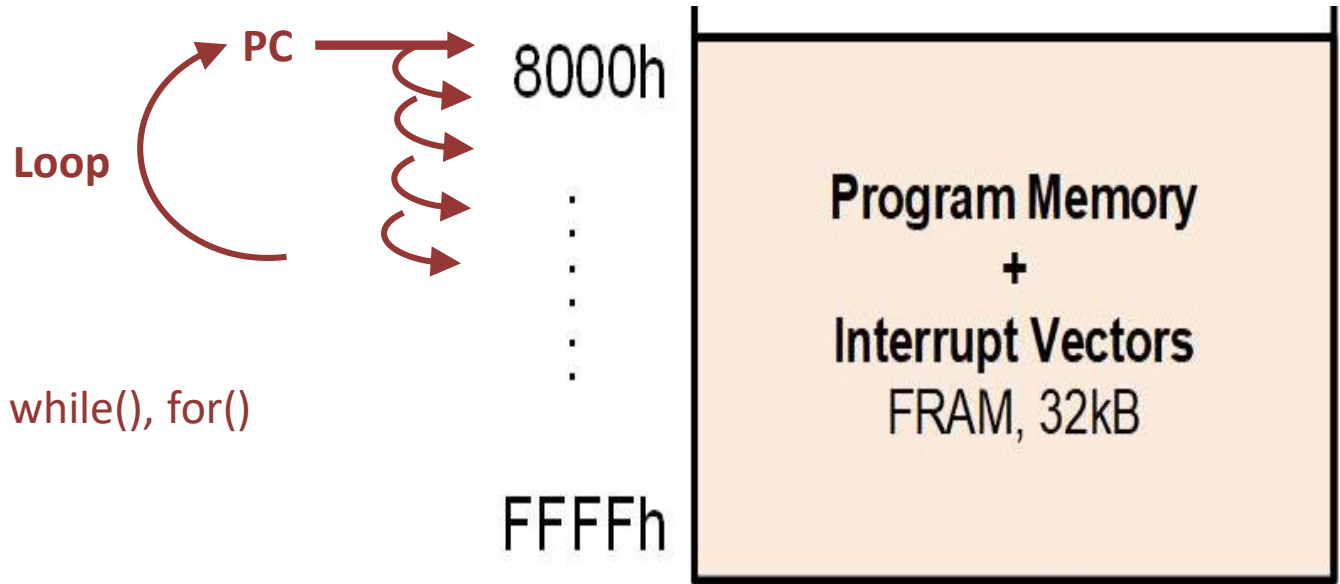 PC
8000h
Loop
Program Memory
+
Interrupt Vectors
FRAM, 32kB
while(), for()
FFFFh